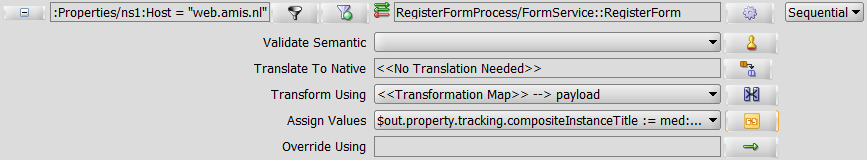 :Properties/ns1:Host = "web.amis.nl" RegisterFormProcess/FormService::RegisterForm Sequential
Validate Semantic
Translate To Native <<No Translation Needed>>
Transform Using <<Transformation Map>> --> payload
Assign Values $out.property.tracking.compositeInstanceTitle := med:...
Override Using